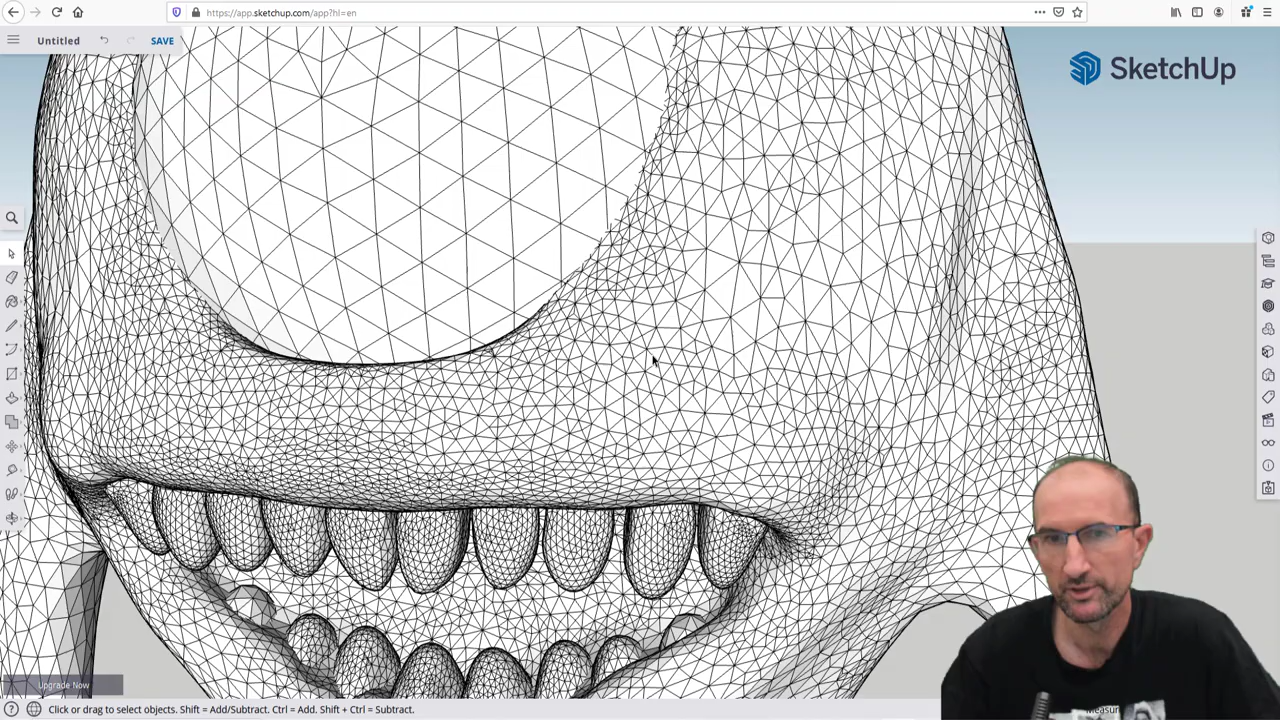 https://app.sketchup.com/app?hl=en
Untitled
SAVE
SketchUp
Upgrade Now
Click or drag to select objects. Shift = Add/Subtract. Ctrl = Add. Shift + Ctrl = Subtract.
Measu